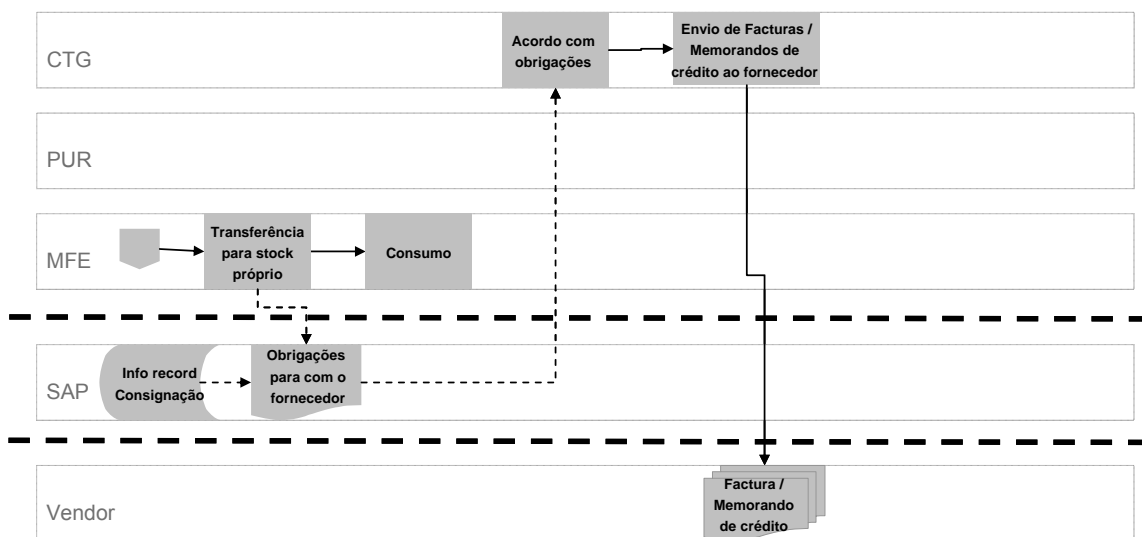 CTG
Acordo com
obrigações
Envio de Facturas /
Memorandos de
crédito ao fornecedor
PUR
MFE
Transferência
para stock
próprio
Consumo
SAP
Info record
Consignação
Obrigações
para com o
fornecedor
Vendor
Factura /
Memorando
de crédito